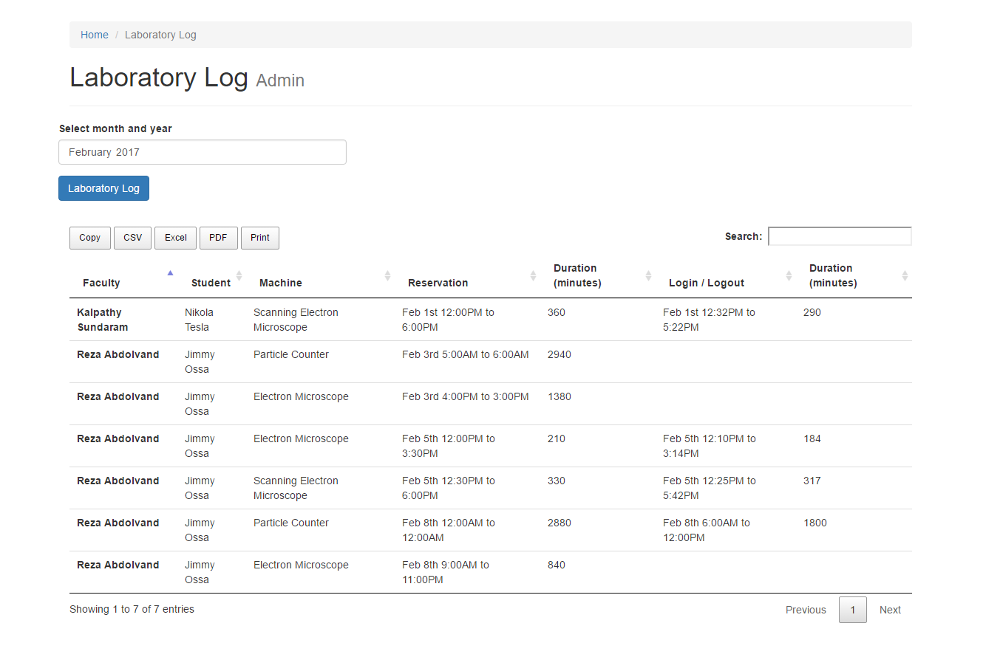 Home / Laboratory Log
Laboratory Log Admin
Select month and year
February 2017
Laboratory Log
Copy CSV Excel PDF Print Search:
Faculty Student Machine Reservation Duration (minutes) Login / Logout Duration (minutes)
Kalpathy Sundaram Nikola Tesla Scanning Electron Microscope Feb 1st 12:00PM to 6:00PM 360 Feb 1st 12:32PM to 5:22PM 290
Reza Abdolvand Jimmy Ossa Particle Counter Feb 3rd 5:00AM to 6:00AM 2940
Reza Abdolvand Jimmy Ossa Electron Microscope Feb 3rd 4:00PM to 3:00PM 1380
Reza Abdolvand Jimmy Ossa Electron Microscope Feb 5th 12:00PM to 3:30PM 210 Feb 5th 12:10PM to 3:14PM 184
Reza Abdolvand Jimmy Ossa Scanning Electron Microscope Feb 5th 12:30PM to 6:00PM 330 Feb 5th 12:25PM to 5:42PM 317
Reza Abdolvand Jimmy Ossa Particle Counter Feb 8th 12:00AM to 12:00AM 2880 Feb 8th 6:00AM to 12:00PM 1800
Reza Abdolvand Jimmy Ossa Electron Microscope Feb 8th 9:00AM to 11:00PM 840
Showing 1 to 7 of 7 entries Previous 1 Next